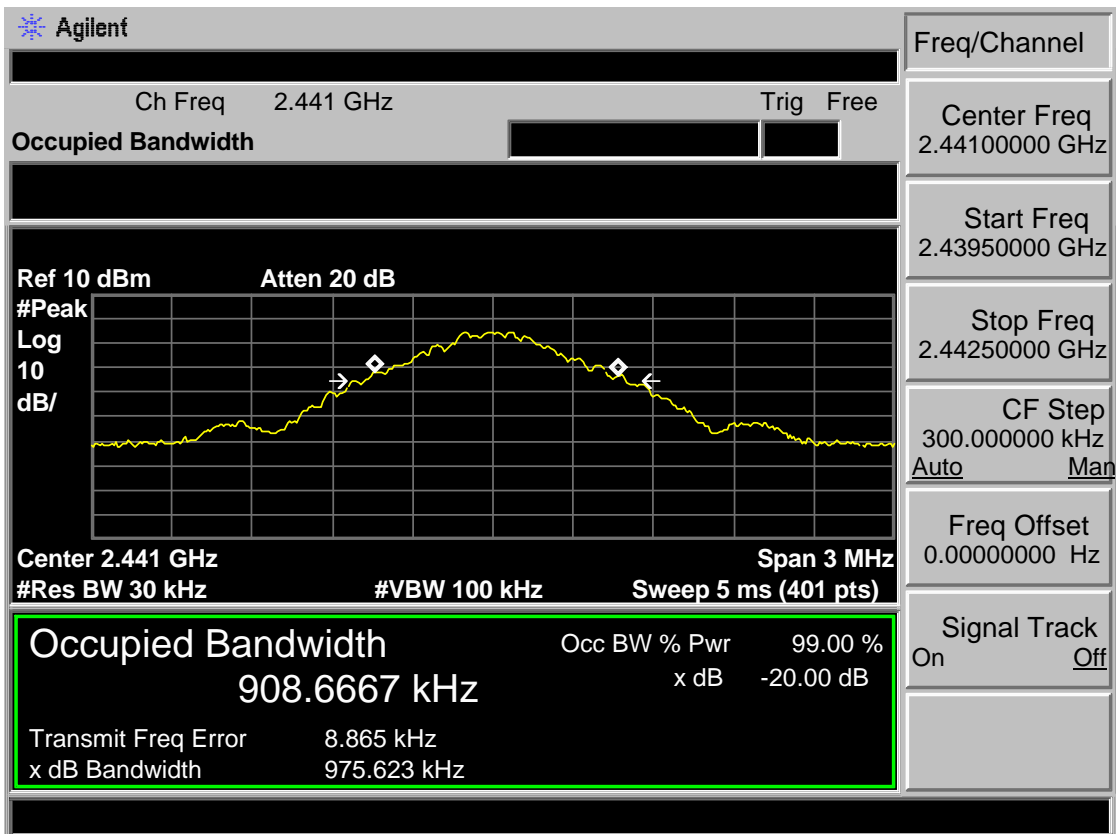 Agilent
Ch Freq 2.441 GHz Trig Free
Occupied Bandwidth
Ref 10 dBm Atten 20 dB
#Peak
Log
10
dB/
Center 2.441 GHz Span 3 MHz
#Res BW 30 kHz #VBW 100 kHz Sweep 5 ms (401 pts)
Occupied Bandwidth
908.6667 kHz
Occ BW % Pwr 99.00 %
x dB -20.00 dB
Transmit Freq Error 8.865 kHz
x dB Bandwidth 975.623 kHz
Freq/Channel
Center Freq
2.44100000 GHz
Start Freq
2.43950000 GHz
Stop Freq
2.44250000 GHz
CF Step
300.000000 kHz
Auto Man
Freq Offset
0.00000000 Hz
Signal Track
On Off